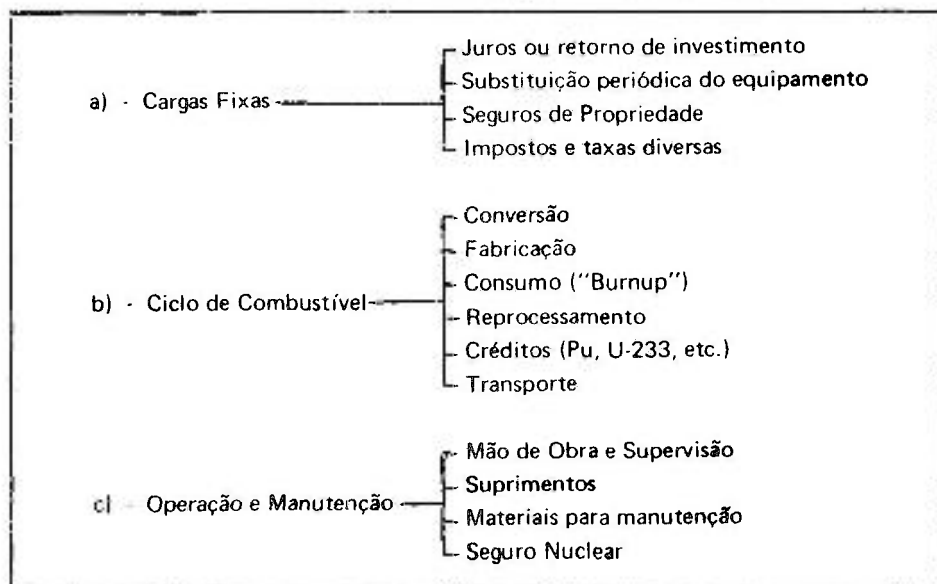 a) - Cargas Fixas
Juros ou retorno de investimento
Substituição periódica do equipamento
Seguros de Propriedade
Impostos e taxas diversas
b) - Ciclo de Combustível
Conversão
Fabricação
Consumo ("Burnup")
Reprocessamento
Créditos (Pu, U-233, etc.)
Transporte
c) - Operação e Manutenção
Mão de Obra e Supervisão
Suprimentos
Materiais para manutenção
Seguro Nuclear